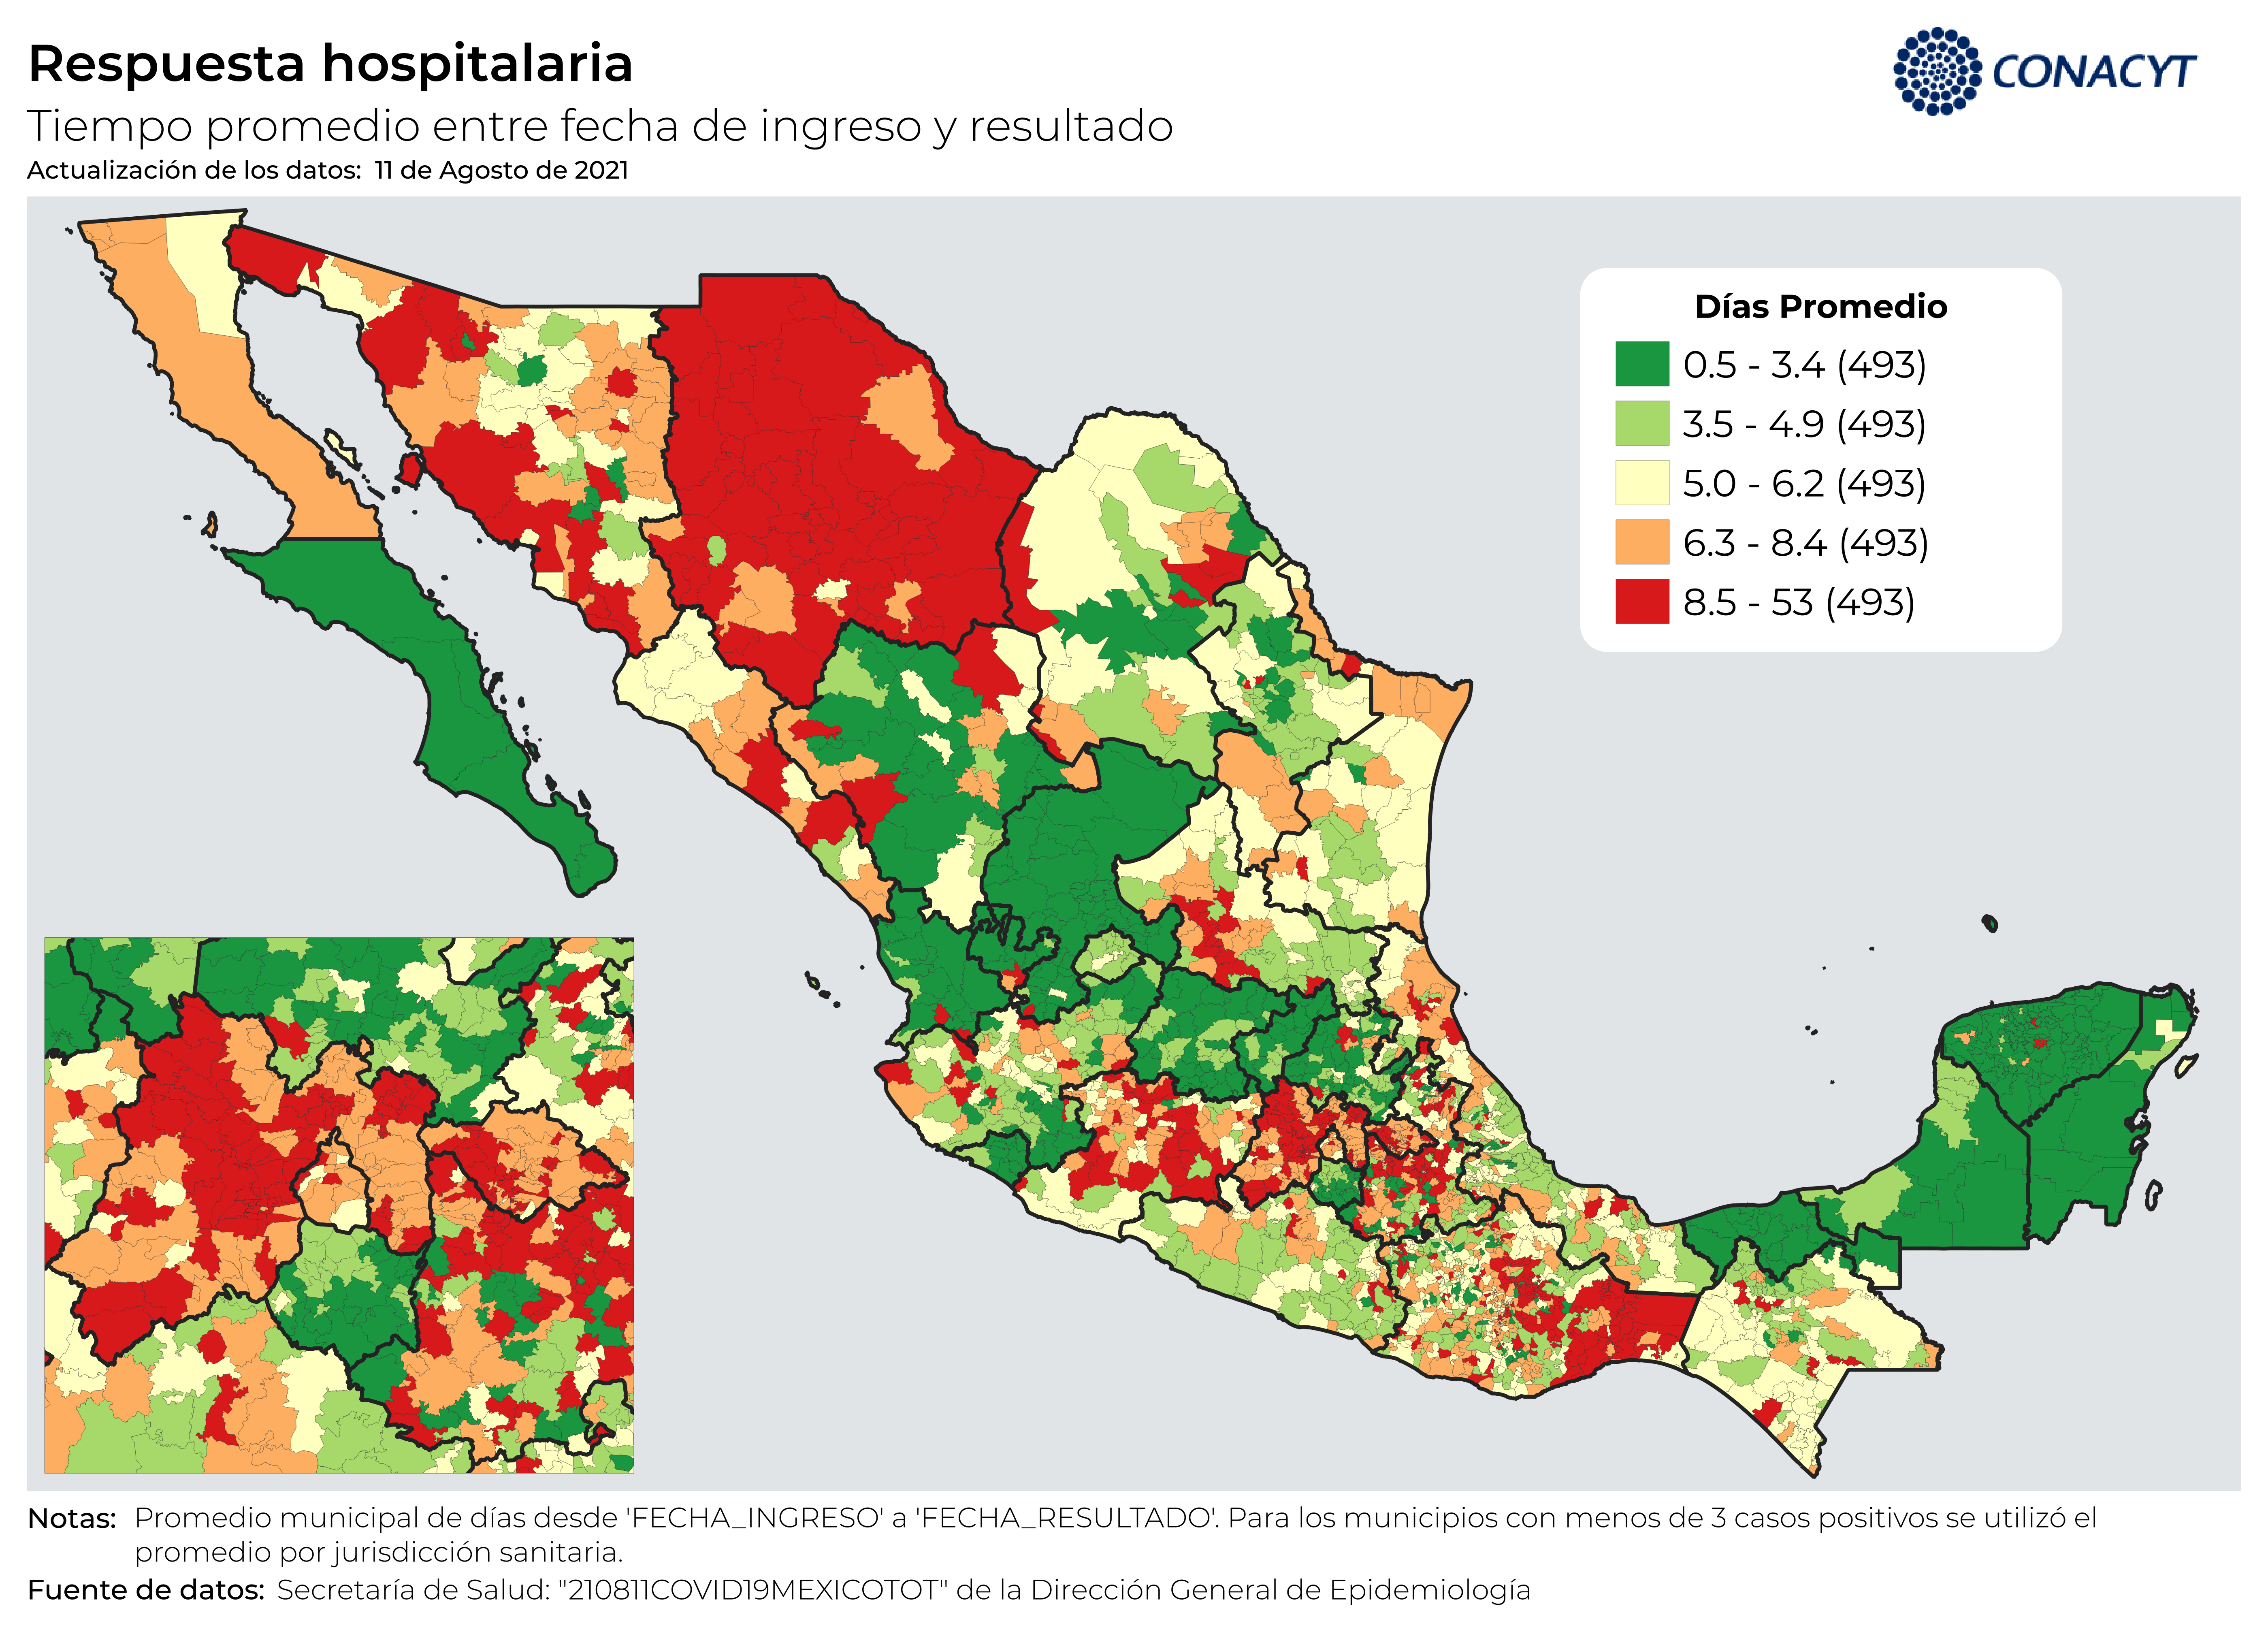 Respuesta hospitalaria
CONACYT
Tiempo promedio entre fecha de ingreso y resultado
Actualización de los datos: 11 de Agosto de 2021
Días Promedio
0.5 - 3.4 (493)
3.5 - 4.9 (493)
5.0 - 6.2 (493)
6.3 - 8.4 (493)
8.5 - 53 (493)
Notas: Promedio municipal de días desde 'FECHA_INGRESO' a 'FECHA_RESULTADO'. Para los municipios con menos de 3 casos positivos se utilizó el
promedio por jurisdicción sanitaria.
Fuente de datos: Secretaría de Salud: "210811COVID19MEXICOTOT" de la Dirección General de Epidemiología